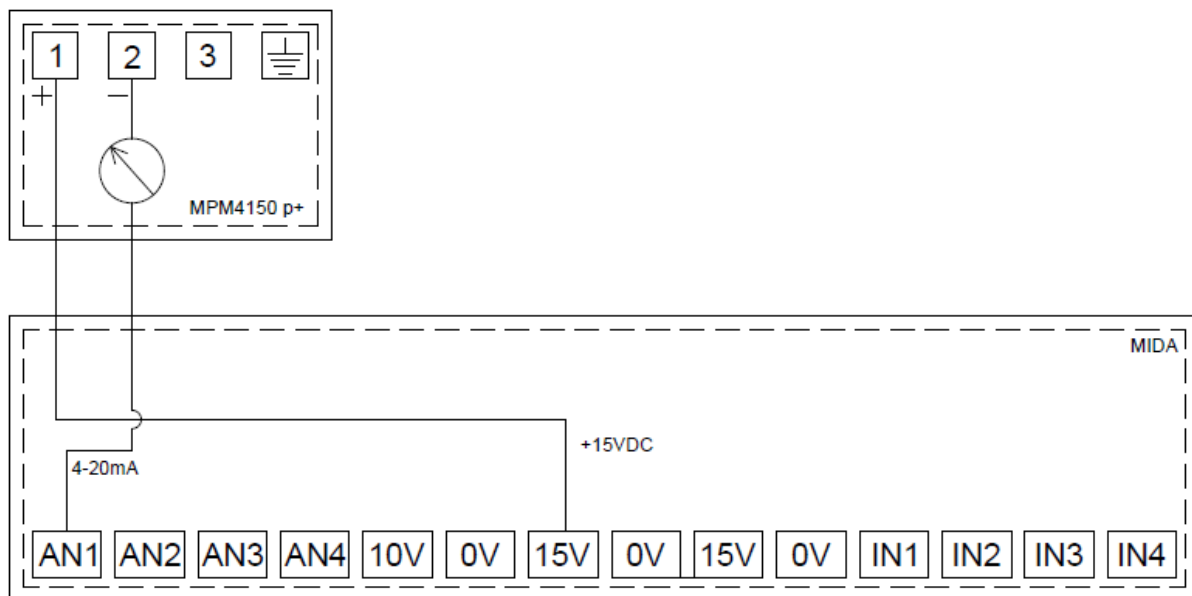 1 2 3
+ −
MPM4150 p+
MIDA
+15VDC
4-20mA
AN1 AN2 AN3 AN4 10V 0V 15V 0V 15V 0V IN1 IN2 IN3 IN4